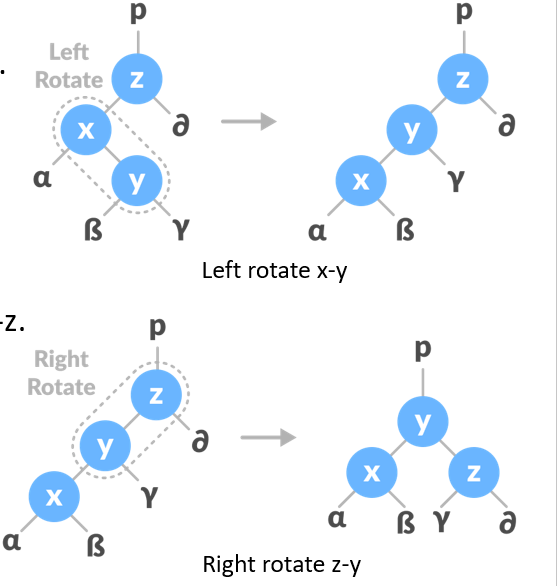 p p
Left
Rotate z z
.
x ∂ y ∂
α y x γ
ß γ α ß
Left rotate x-y
-z.
p p
Right
Rotate z y
y ∂ x z
x γ α ß γ ∂
α ß
Right rotate z-y